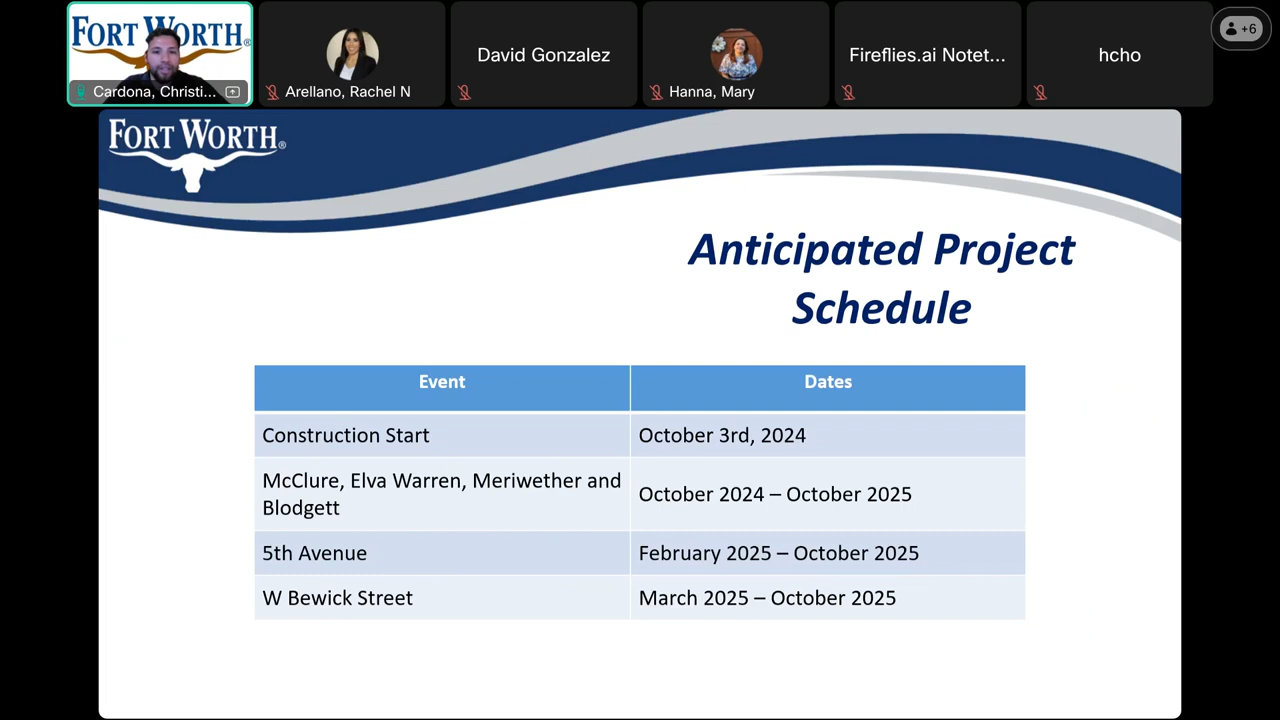 FORT WORTH®
Cardona, Christi...
Arellano, Rachel N
David Gonzalez
Hanna, Mary
Fireflies.ai Notet...
hcho
+6
FORT WORTH®
Anticipated Project
Schedule
Event
Dates
Construction Start
October 3rd, 2024
McClure, Elva Warren, Meriwether and
Blodgett
October 2024 – October 2025
5th Avenue
February 2025 – October 2025
W Bewick Street
March 2025 – October 2025